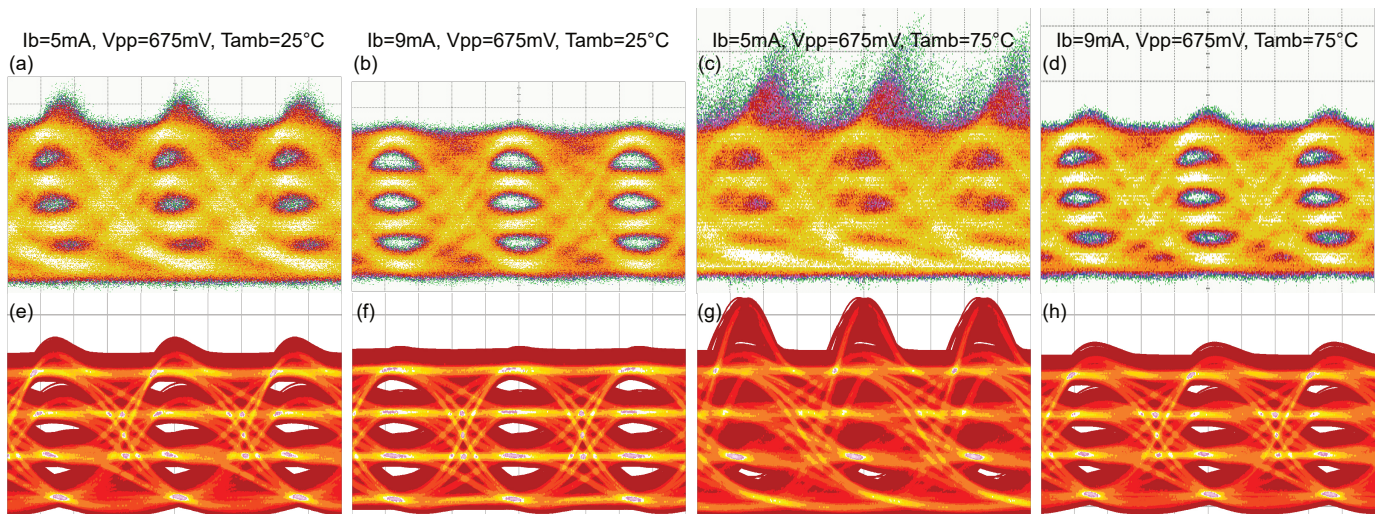 Ib=5mA, Vpp=675mV, Tamb=25°C
(a)
Ib=9mA, Vpp=675mV, Tamb=25°C
(b)
Ib=5mA, Vpp=675mV, Tamb=75°C
(c)
Ib=9mA, Vpp=675mV, Tamb=75°C
(d)
(e)
(f)
(g)
(h)